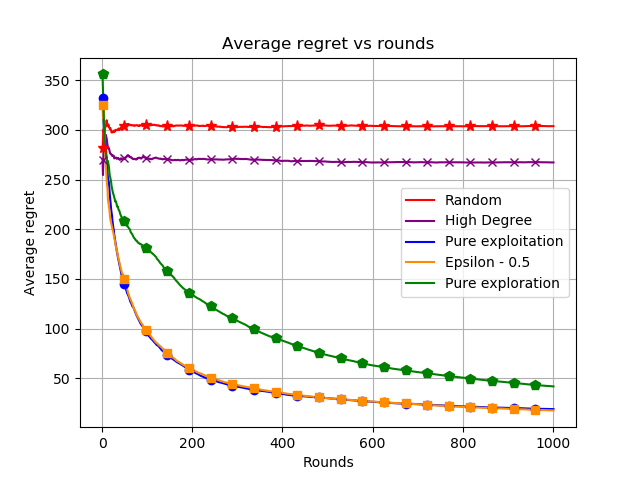 Average regret vs rounds
Average regret
350
300
250
200
150
100
50
0
200
400
600
800
1000
Rounds
Random
High Degree
Pure exploitation
Epsilon - 0.5
Pure exploration